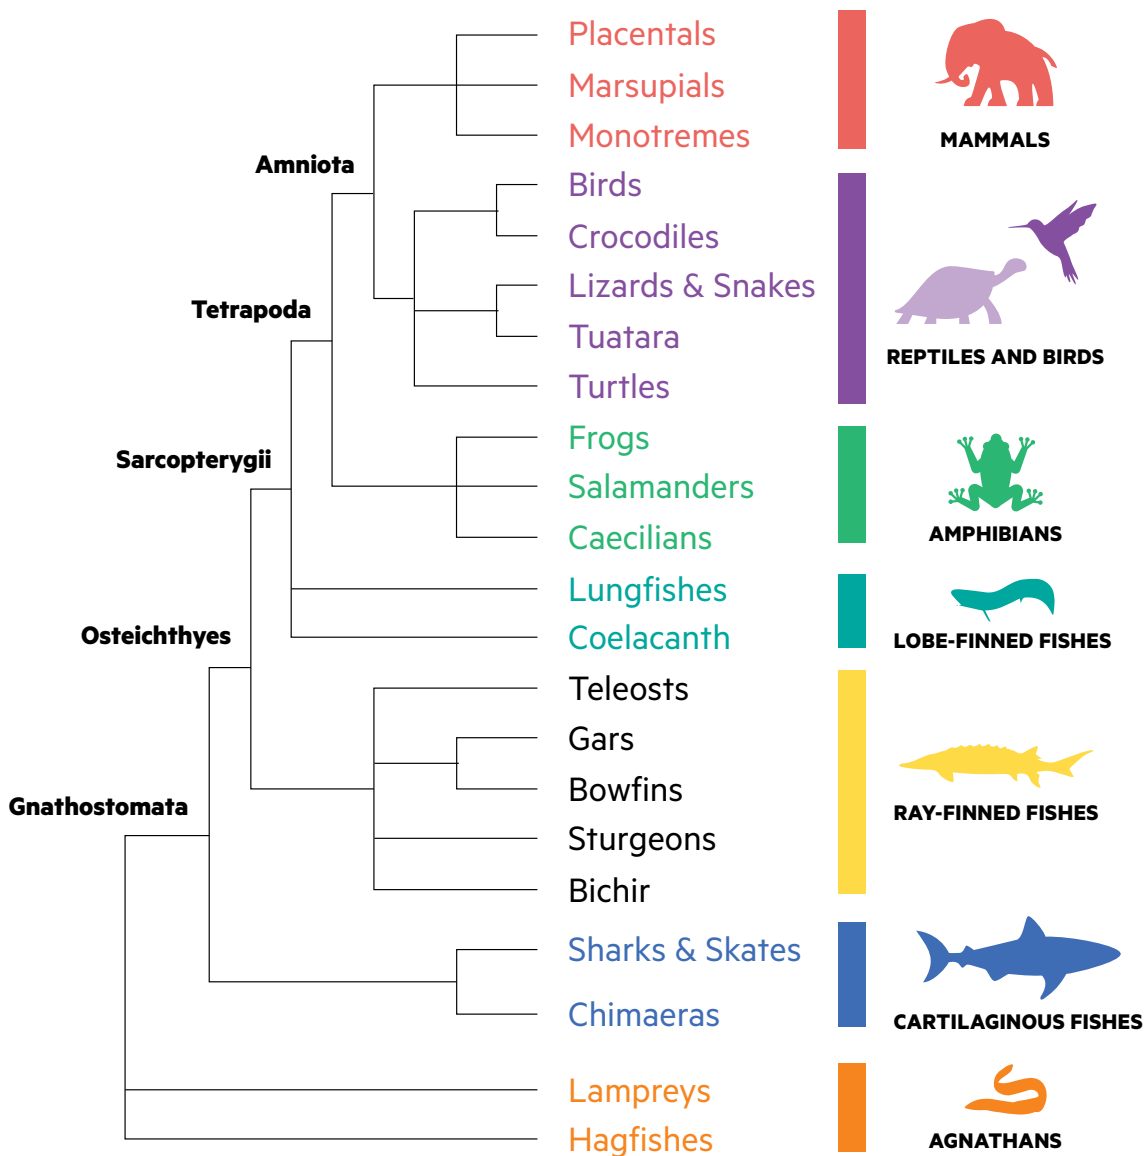 Placentals
Marsupials
Monotremes
MAMMALS
Amniota
Birds
Crocodiles
Lizards & Snakes
Tuatara
Turtles
REPTILES AND BIRDS
Tetrapoda
Frogs
Salamanders
Caecilians
AMPHIBIANS
Sarcopterygii
Lungfishes
Coelacanth
LOBE-FINNED FISHES
Osteichthyes
Teleosts
Gars
Bowfins
Sturgeons
Bichir
RAY-FINNED FISHES
Gnathostomata
Sharks & Skates
Chimaeras
CARTILAGINOUS FISHES
Lampreys
Hagfishes
AGNATHANS